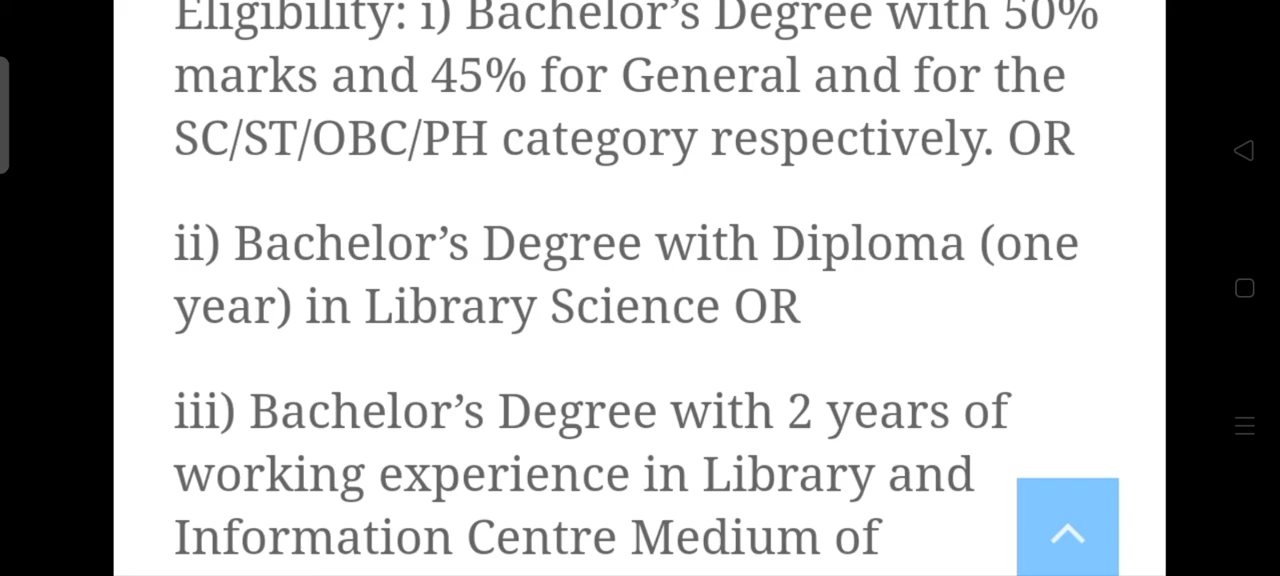 Eligibility: i) Bachelor’s Degree with 50%
marks and 45% for General and for the
SC/ST/OBC/PH category respectively. OR
ii) Bachelor’s Degree with Diploma (one
year) in Library Science OR
iii) Bachelor’s Degree with 2 years of
working experience in Library and
Information Centre Medium of